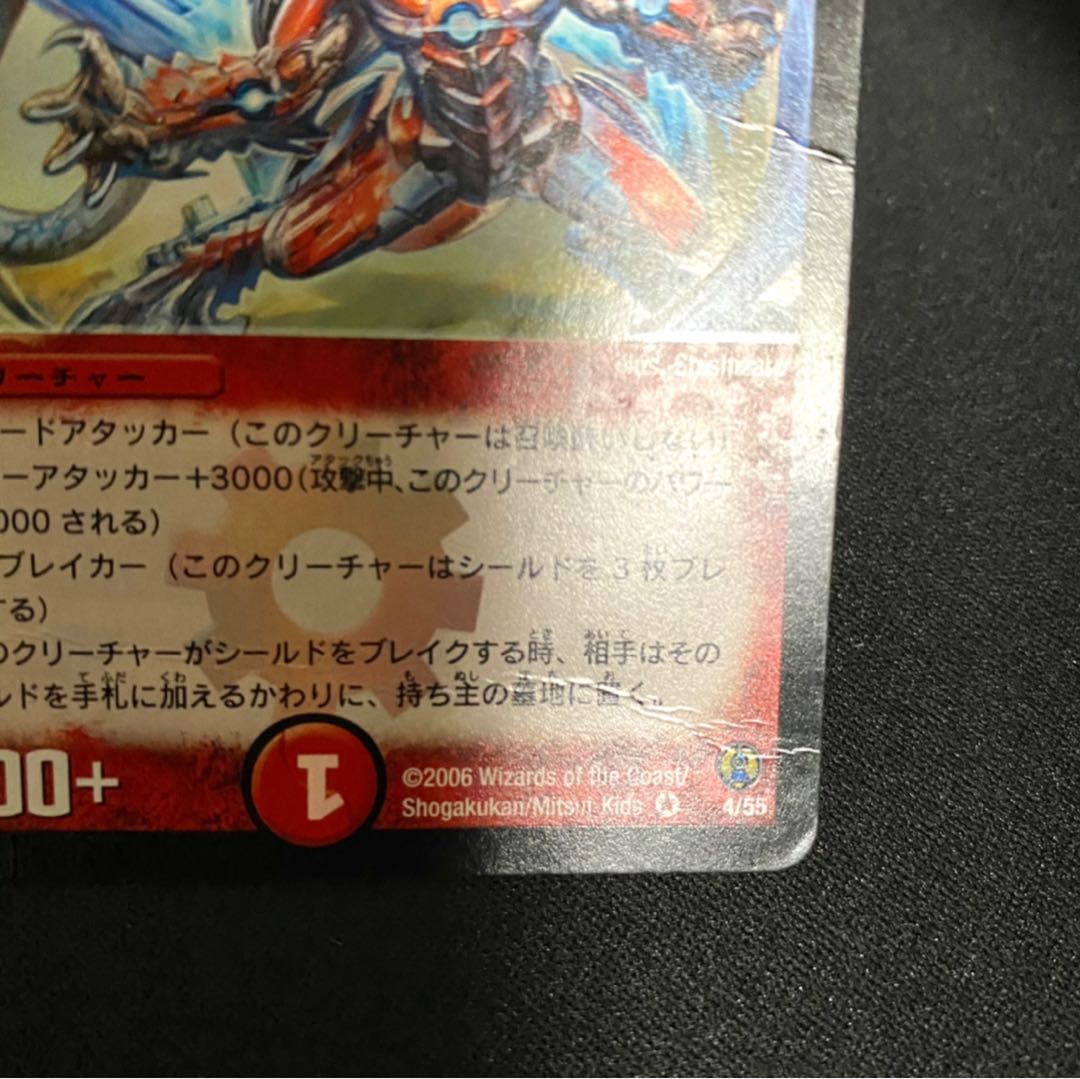 リーチャー
ードアタッカー（このクリーチャーは召喚酔いしない）
ーアタッカー+3000（攻撃中、このクリーチャーのパワー
000 される）
ブレイカー（このクリーチャーはシールドを3枚ブレ
する）
のクリーチャーがシールドをブレイクする時、相手はその
ルドを手札に加えるかわりに、持ち主の墓地に置く。
00+
1
©2006 Wizards of the Coast/
Shogakukan/Mitsui Kids
4/55